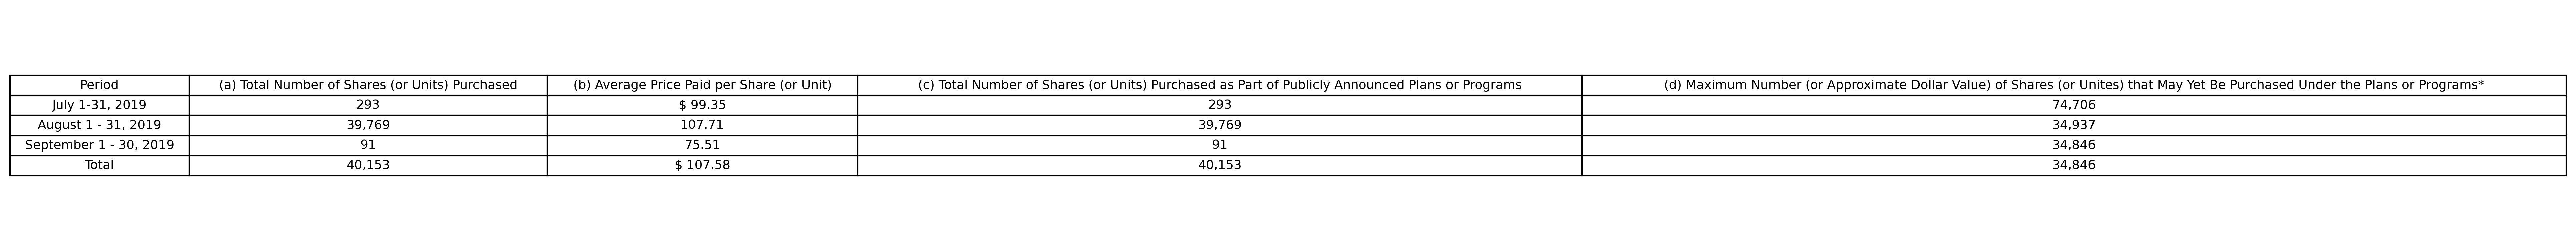 Period (a) Total Number of Shares (or Units) Purchased (b) Average Price Paid per Share (or Unit) (c) Total Number of Shares (or Units) Purchased as Part of Publicly Announced Plans or Programs (d) Maximum Number (or Approximate Dollar Value) of Shares (or Unites) that May Yet Be Purchased Under the Plans or Programs*
July 1-31, 2019 293 $ 99.35 293 74,706
August 1 - 31, 2019 39,769 107.71 39,769 34,937
September 1 - 30, 2019 91 75.51 91 34,846
Total 40,153 $ 107.58 40,153 34,846